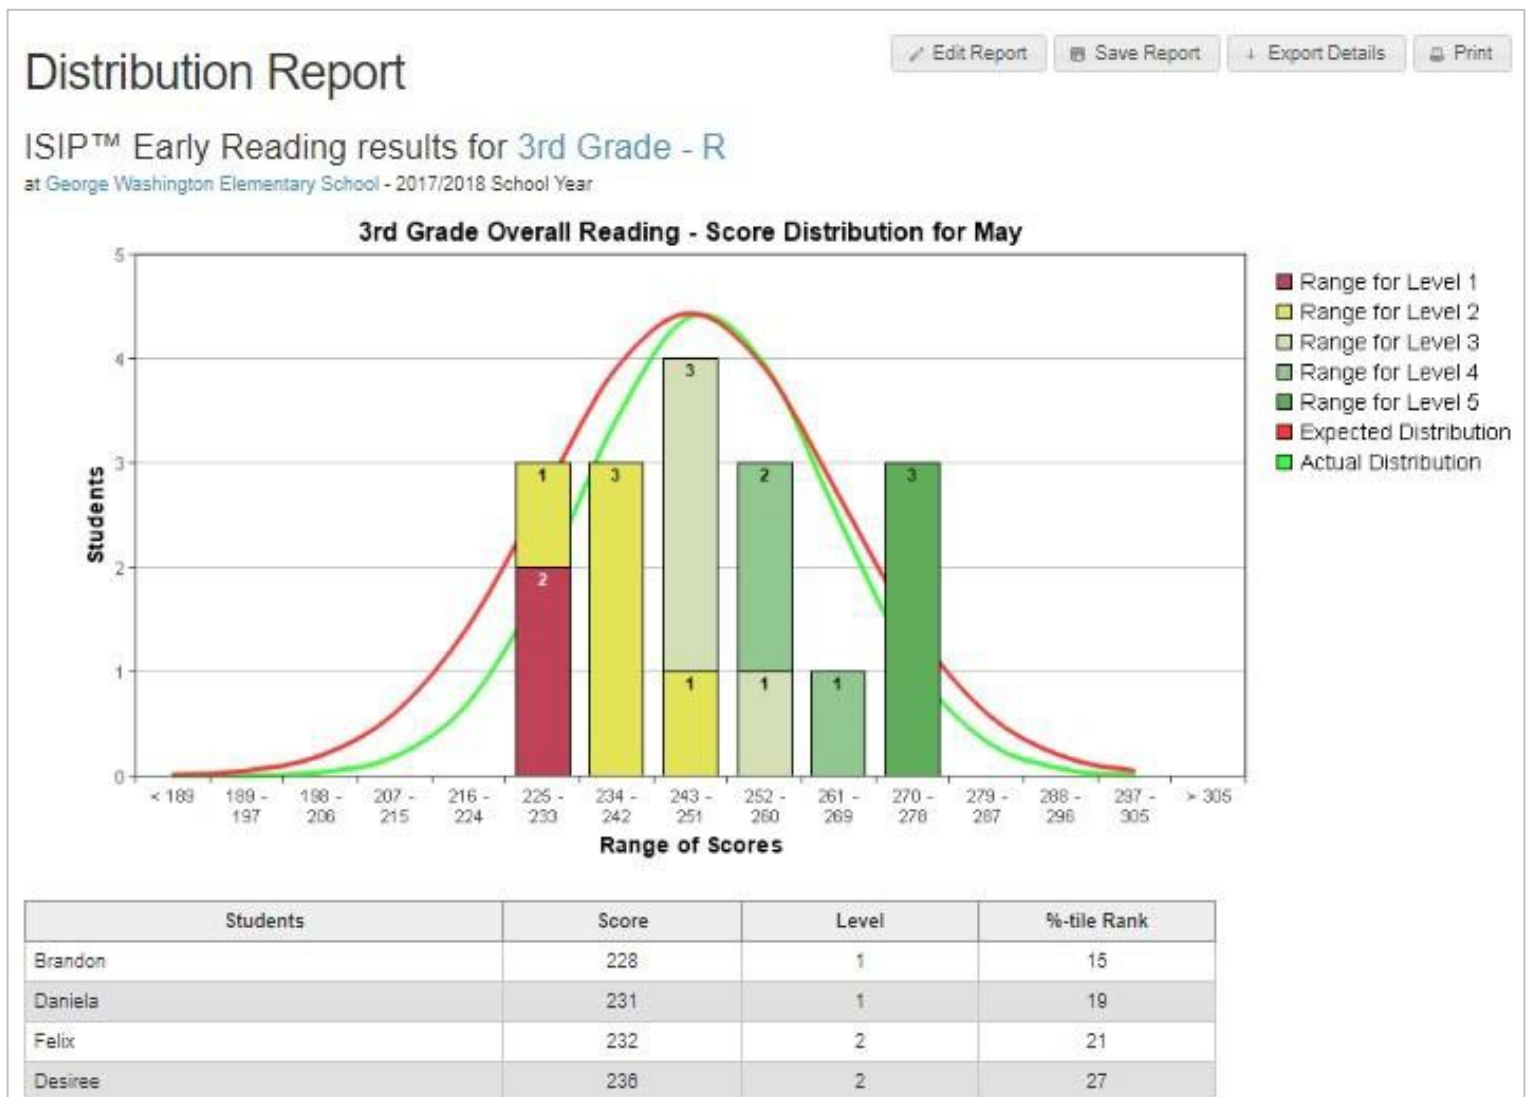 Distribution Report
Edit Report
Save Report
Export Details
Print
ISIP™ Early Reading results for 3rd Grade - R
at George Washington Elementary School - 2017/2018 School Year
3rd Grade Overall Reading - Score Distribution for May
5
4
3
2
1
0
Students
3
1
3
2
3
2
1
1
1
< 189
189 - 197
198 - 206
207 - 215
216 - 224
225 - 233
234 - 242
243 - 251
252 - 260
261 - 269
270 - 278
279 - 287
288 - 296
297 - 305
> 305
Range of Scores
Range for Level 1
Range for Level 2
Range for Level 3
Range for Level 4
Range for Level 5
Expected Distribution
Actual Distribution
Students Score Level %-tile Rank
Brandon 228 1 15
Daniela 231 1 19
Felix 232 2 21
Desiree 236 2 27